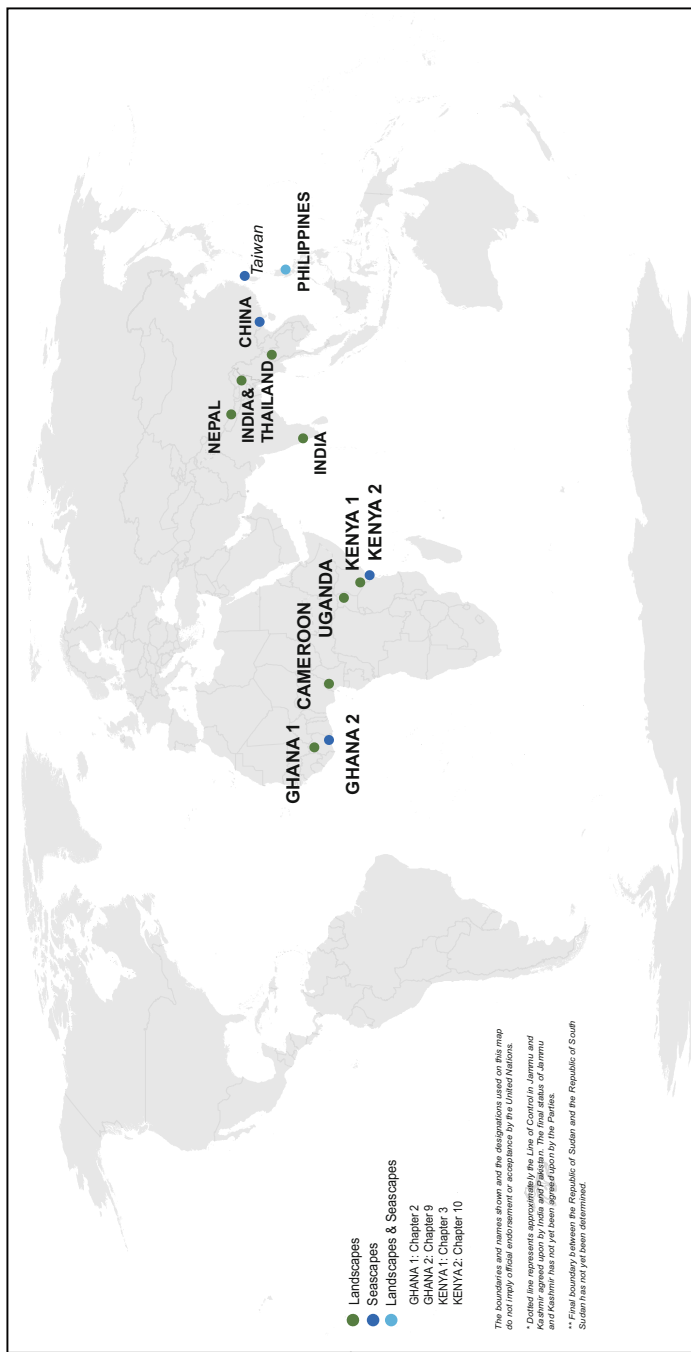 GHANA 1
GHANA 2
CAMEROON
UGANDA
KENYA 1
KENYA 2
NEPAL
INDIA&
THAILAND
INDIA
CHINA
Taiwan
PHILIPPINES
Landscapes
Seascapes
Landscapes & Seascapes
GHANA 1: Chapter 2
GHANA 2: Chapter 9
KENYA 1: Chapter 3
KENYA 2: Chapter 10
The boundaries and names shown and the designations used on this map
do not imply official endorsement or acceptance by the United Nations.
* Dotted line represents approximately the Line of Control in Jammu and
Kashmir agreed upon by India and Pakistan. The final status of Jammu
and Kashmir has not yet been agreed upon by the Parties.
** Final boundary between the Republic of Sudan and the Republic of South
Sudan has not yet been determined.